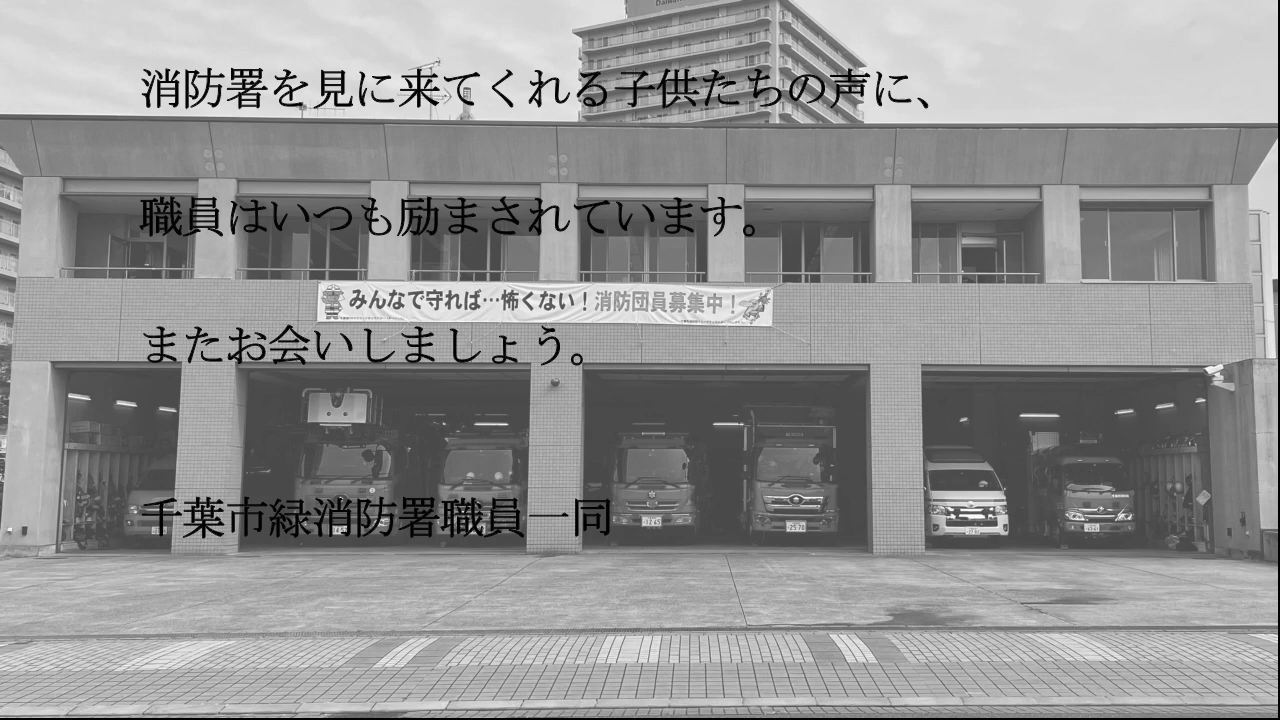 消防署を見に来てくれる子供たちの声に、
職員はいつも励まされています。
みんなで守れば…怖くない！消防団員募集中！
またお会いしましょう。
千葉市緑消防署職員一同